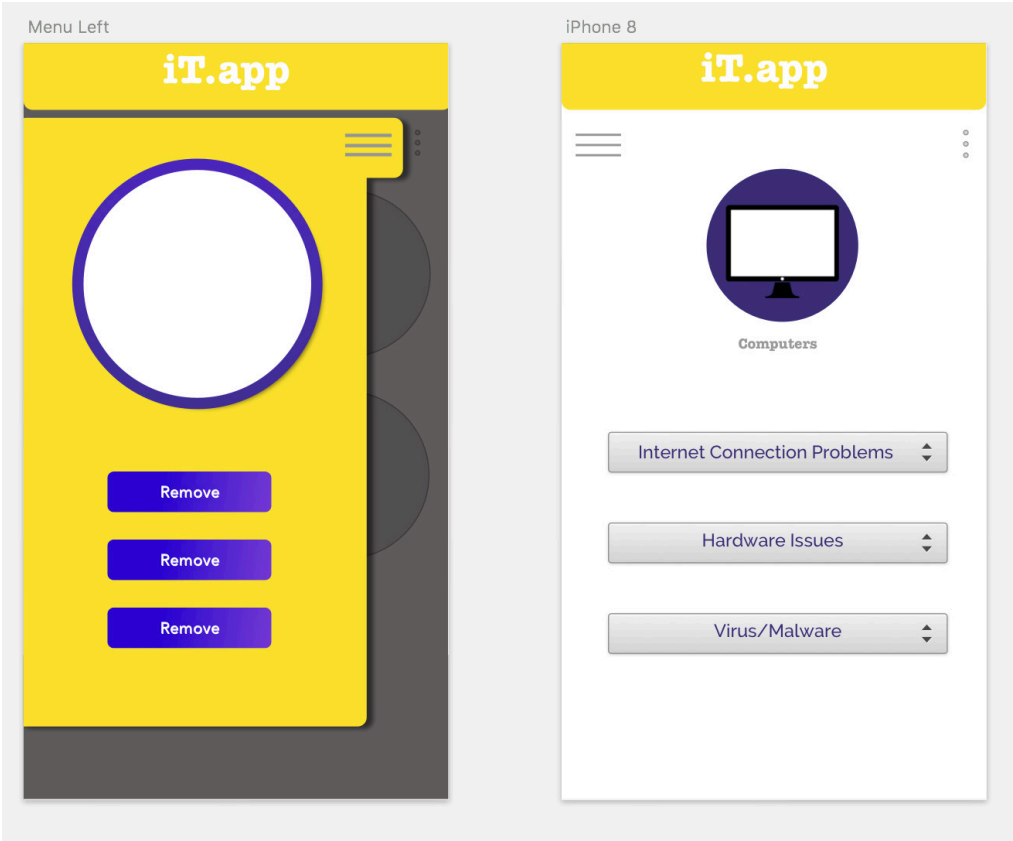 Menu Left
iT.app
Remove
Remove
Remove
iPhone 8
iT.app
Computers
Internet Connection Problems
Hardware Issues
Virus/Malware